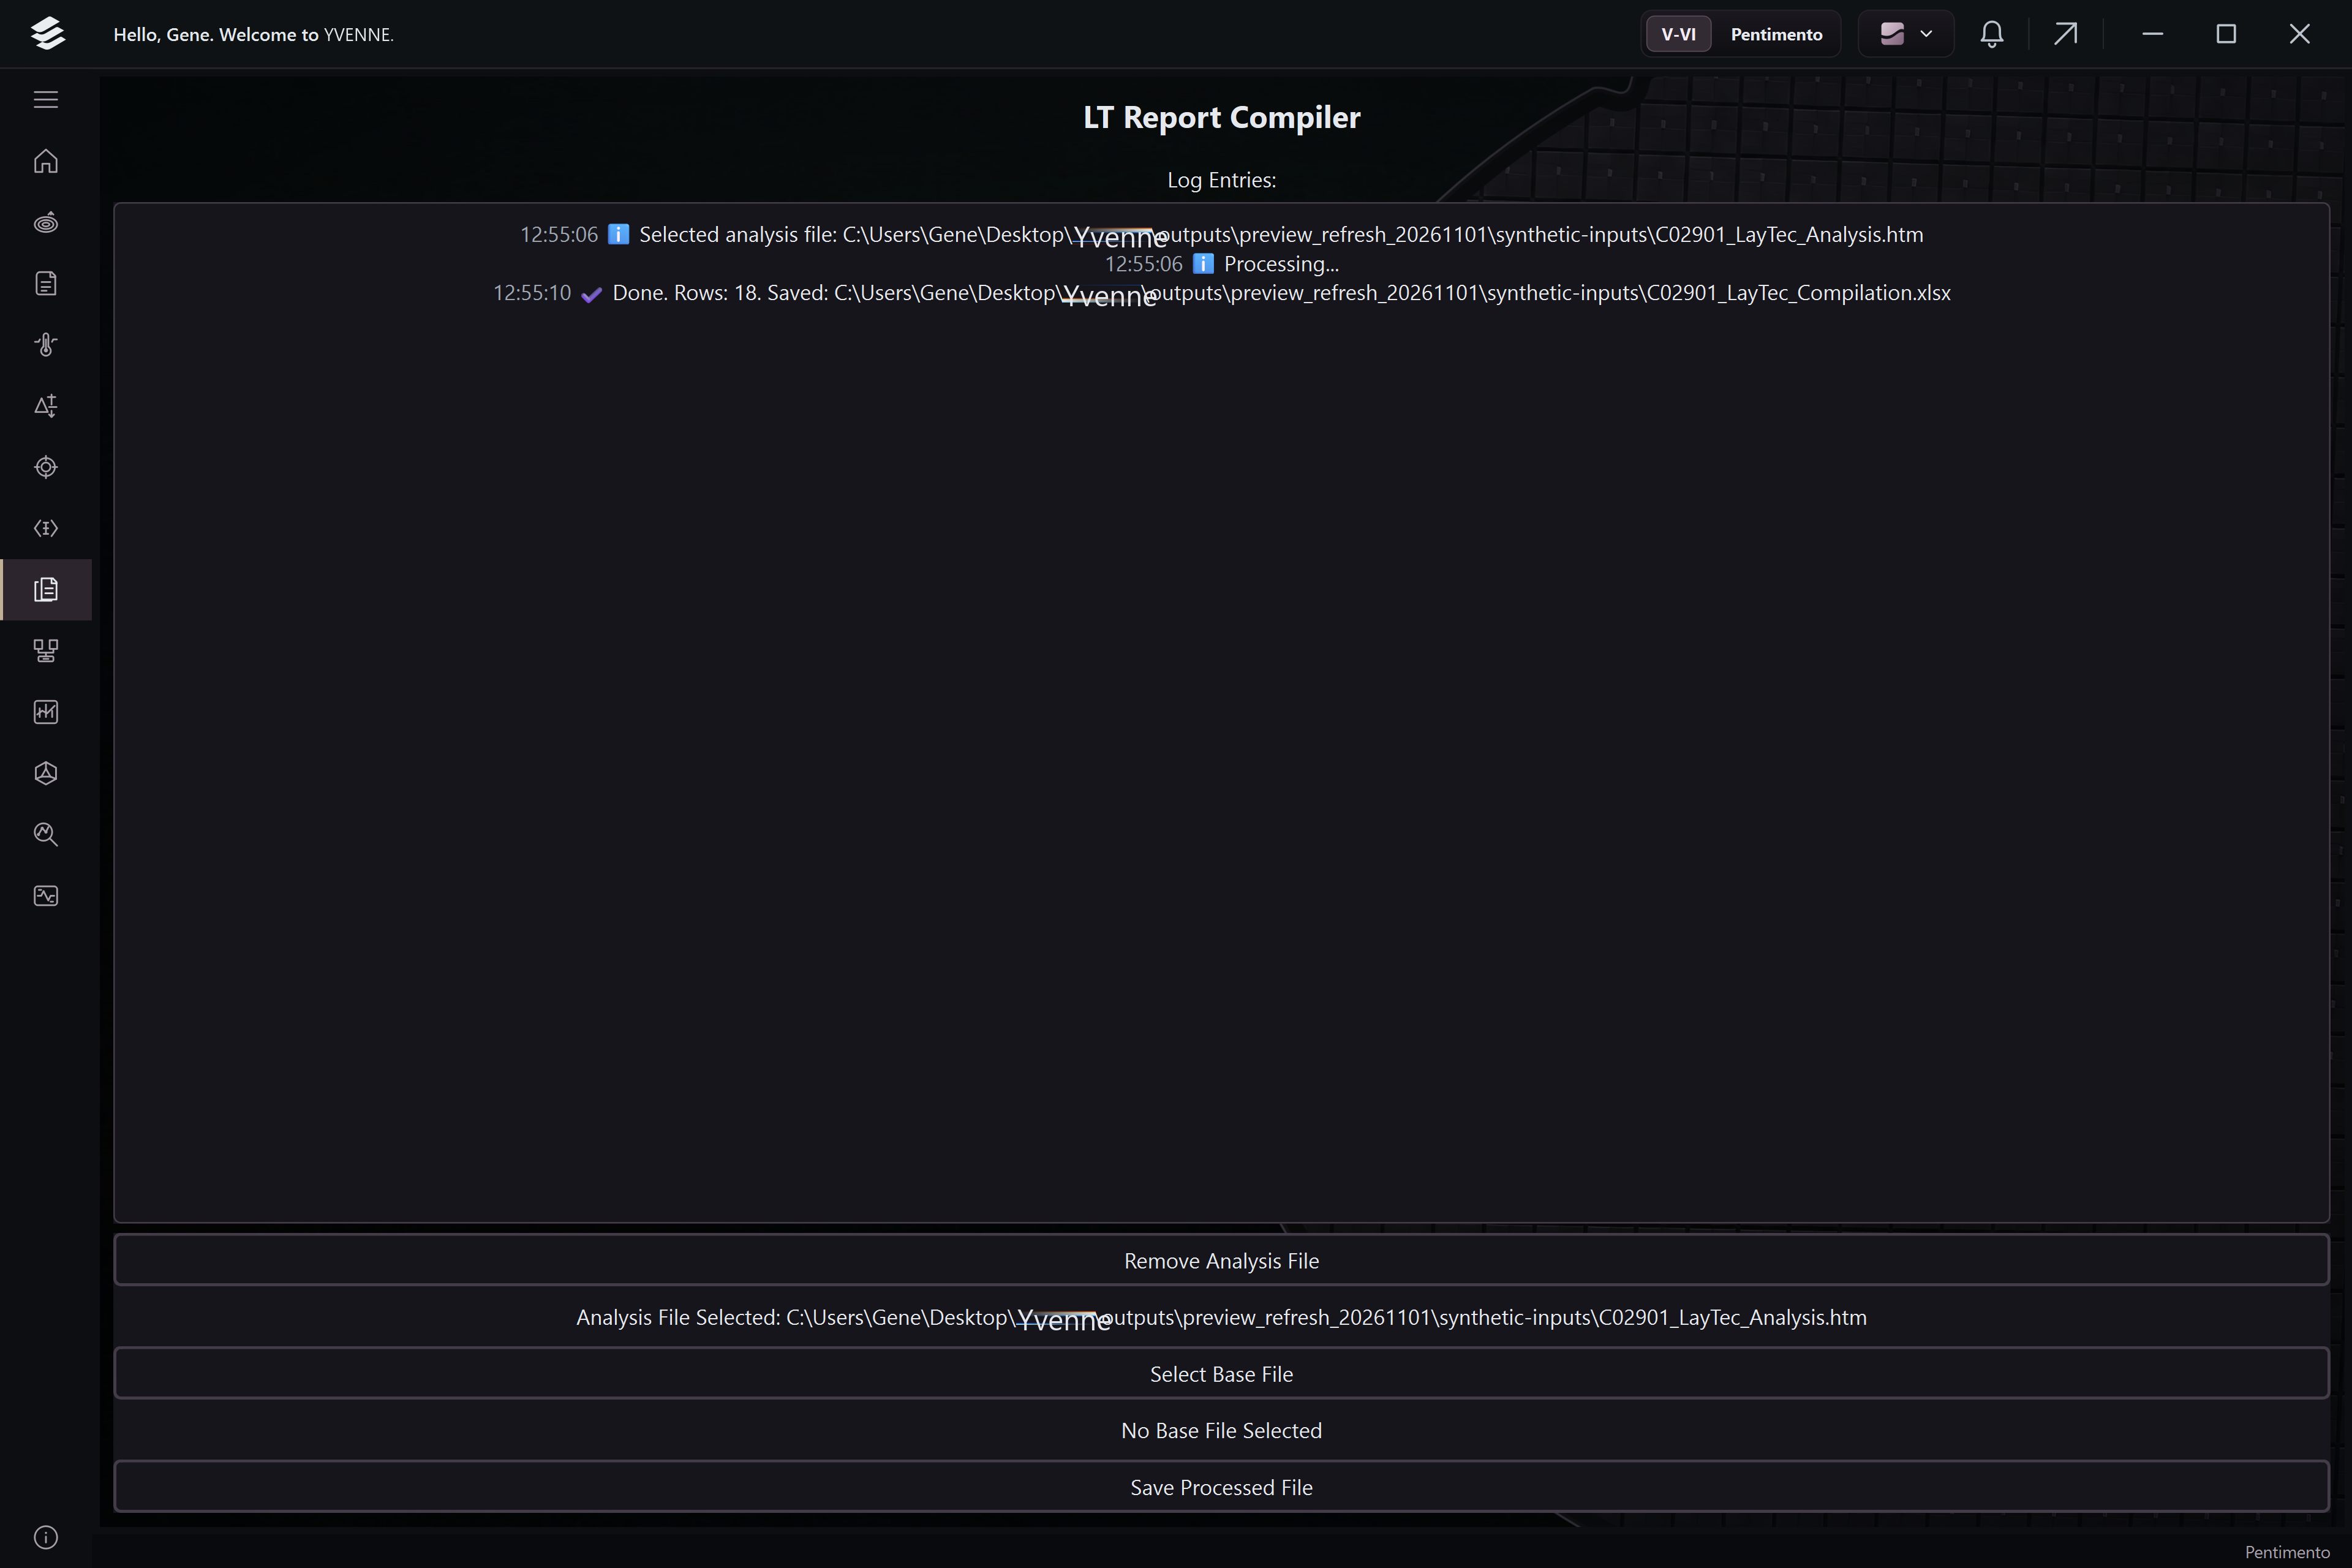 Hello, Gene. Welcome to YVENNE.
V-VI Pentimento
LT Report Compiler
Log Entries:
12:55:06 Selected analysis file: C:\Users\Gene\Desktop\Yvenne\outputs\preview_refresh_20261101\synthetic-inputs\C02901_LayTec_Analysis.htm
12:55:06 Processing...
12:55:10 Done. Rows: 18. Saved: C:\Users\Gene\Desktop\Yvenne\outputs\preview_refresh_20261101\synthetic-inputs\C02901_LayTec_Compilation.xlsx
Remove Analysis File
Analysis File Selected: C:\Users\Gene\Desktop\Yvenne\outputs\preview_refresh_20261101\synthetic-inputs\C02901_LayTec_Analysis.htm
Select Base File
No Base File Selected
Save Processed File
Pentimento